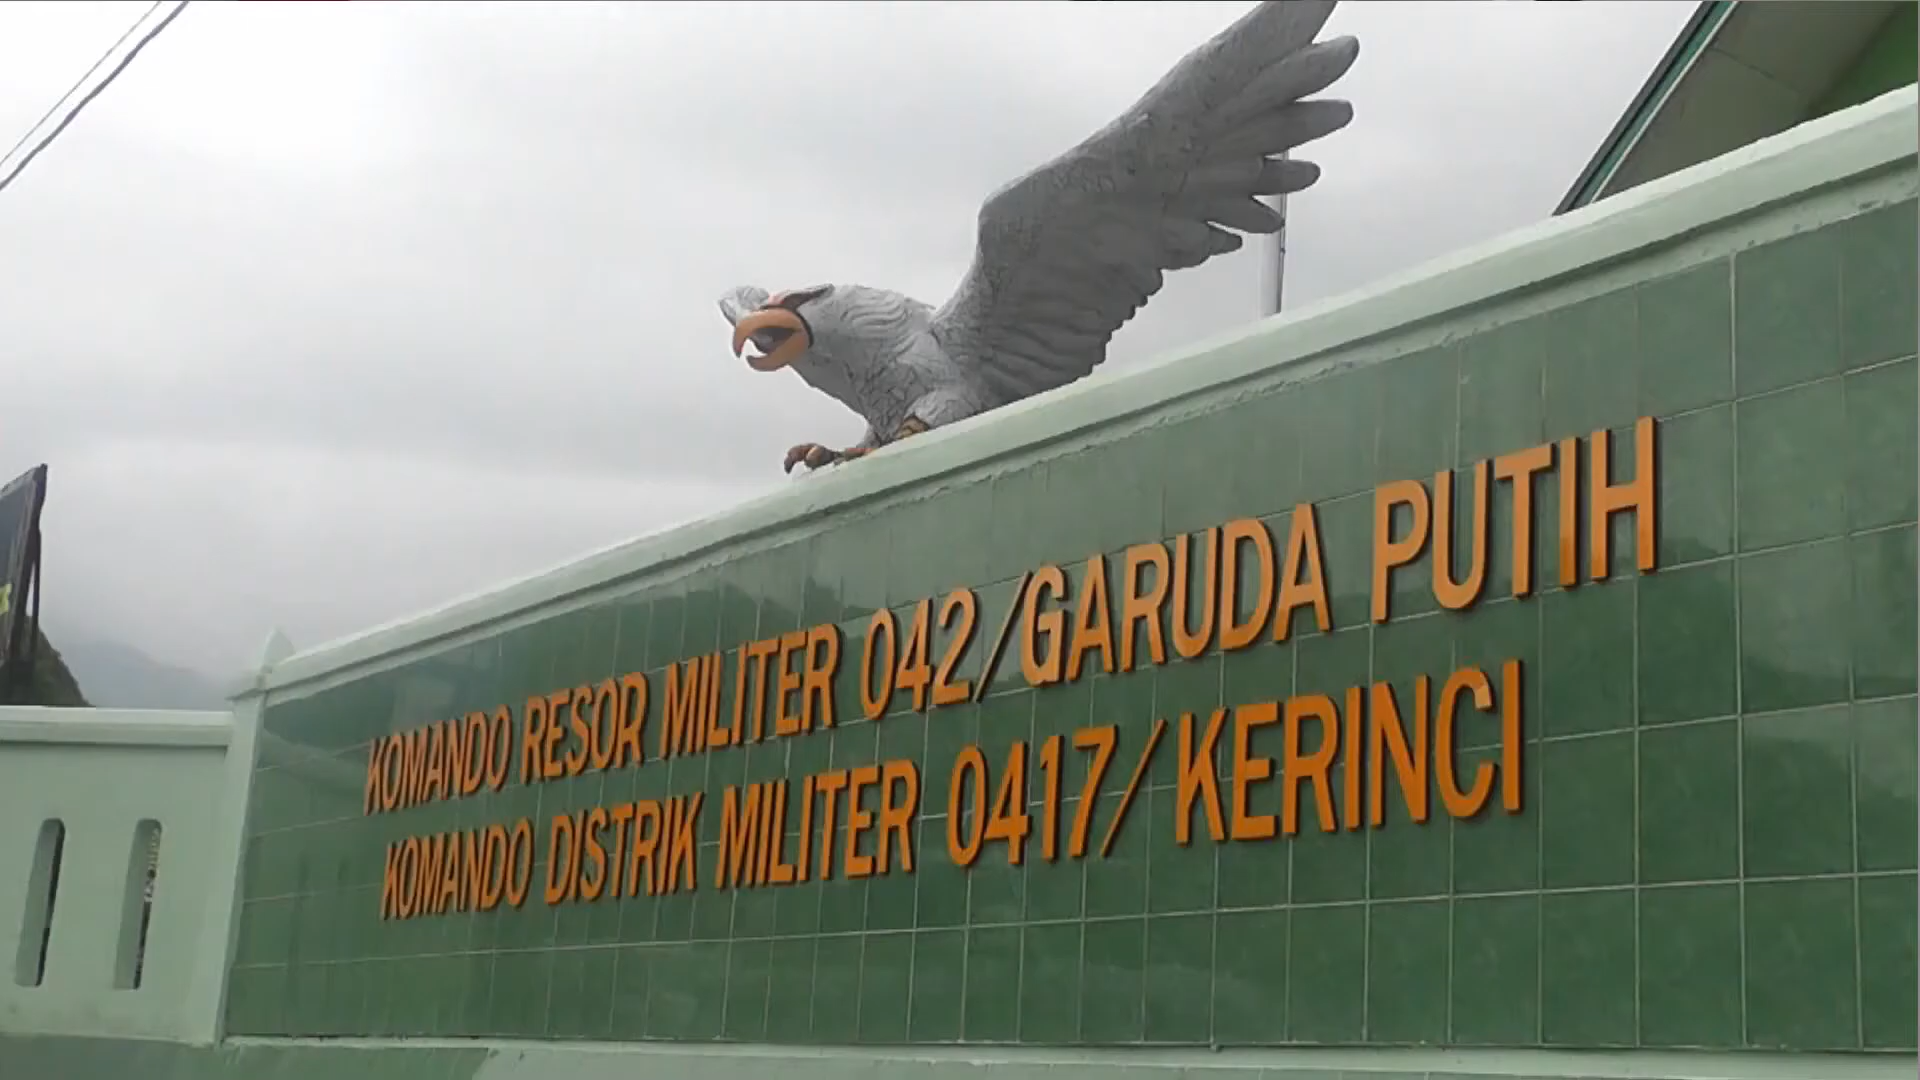 KOMANDO RESOR MILITER 042/GARUDA PUTIH
KOMANDO DISTRIK MILITER 0417/KERINCI